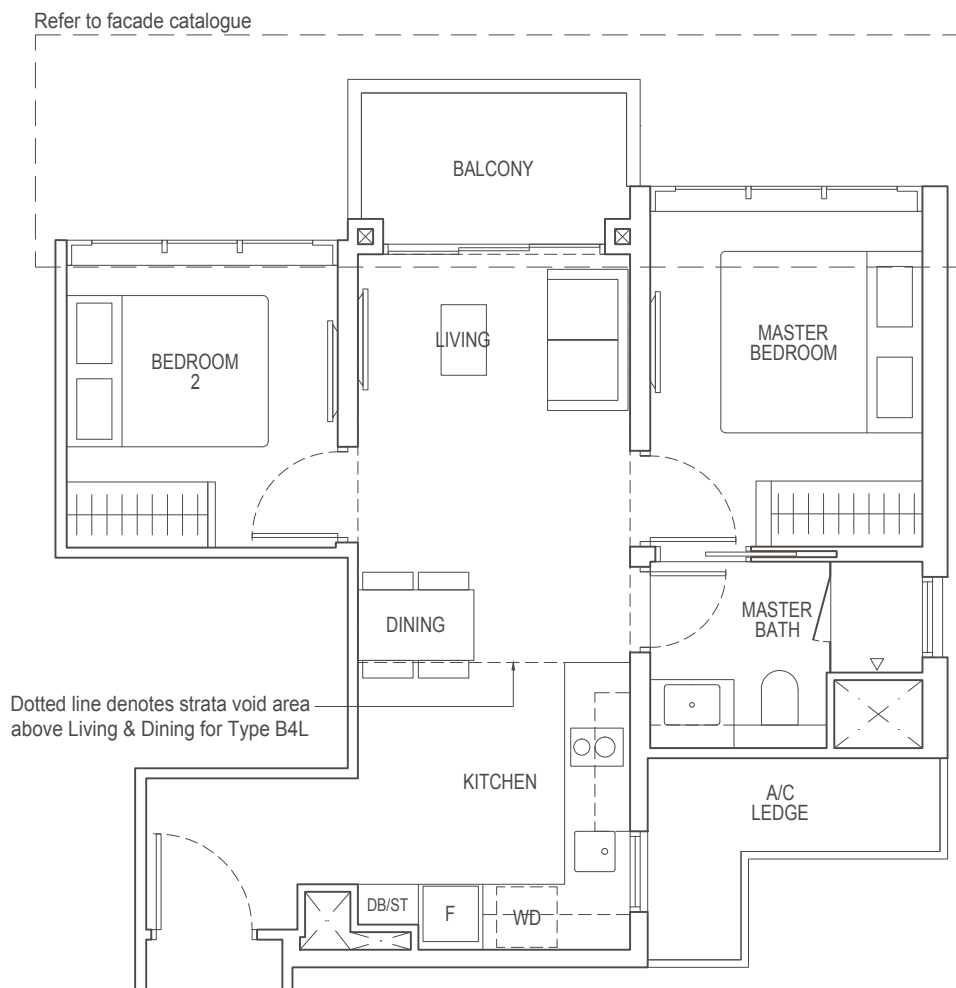 Refer to facade catalogue
BALCONY
LIVING
BEDROOM
2
MASTER
BEDROOM
DINING
MASTER
BATH
Dotted line denotes strata void area
above Living & Dining for Type B4L
KITCHEN
A/C
LEDGE
DB/ST
F
WD